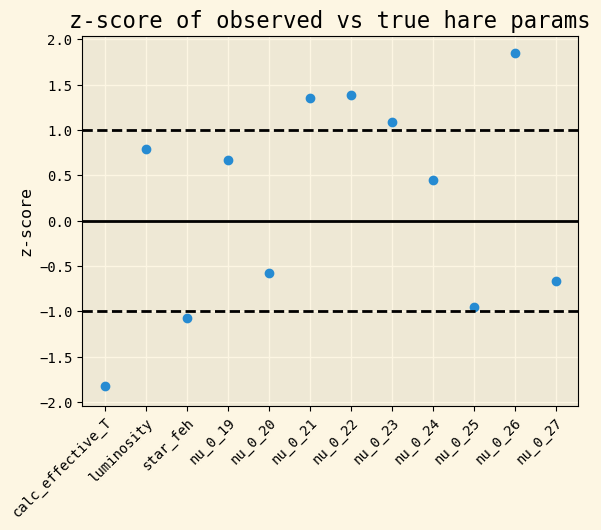 z-score of observed vs true hare params
z-score
2.0
1.5
1.0
0.5
0.0
−0.5
−1.0
−1.5
−2.0
calc_effective_T
luminosity
star_feh
nu_0_19
nu_0_20
nu_0_21
nu_0_22
nu_0_23
nu_0_24
nu_0_25
nu_0_26
nu_0_27